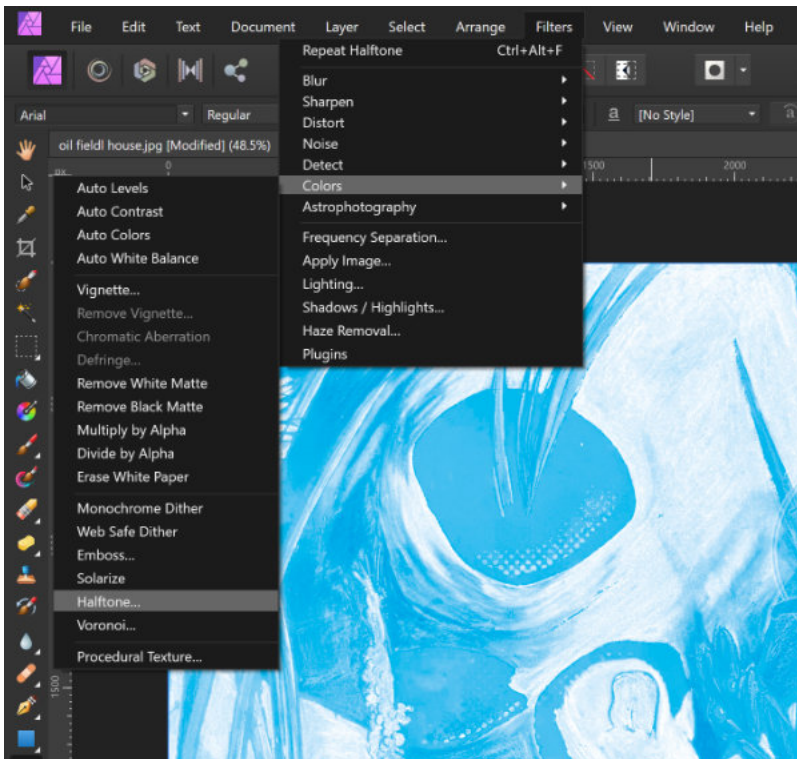 File Edit Text Document Layer Select Arrange Filters View Window Help
Repeat Halftone Ctrl+Alt+F
Blur
Sharpen
Distort
Noise
Detect
Colors
Astrophotography
Frequency Separation...
Apply Image...
Lighting...
Shadows / Highlights...
Haze Removal...
Plugins
Arial Regular a [No Style] a
oil fieldl house.jpg [Modified] (48.5%)
px 0 1500 2000
Auto Levels
Auto Contrast
Auto Colors
Auto White Balance
Vignette...
Remove Vignette...
Chromatic Aberration
Defringe...
Remove White Matte
Remove Black Matte
Multiply by Alpha
Divide by Alpha
Erase White Paper
Monochrome Dither
Web Safe Dither
Emboss...
Solarize
Halftone...
Voronoi...
Procedural Texture...
1500